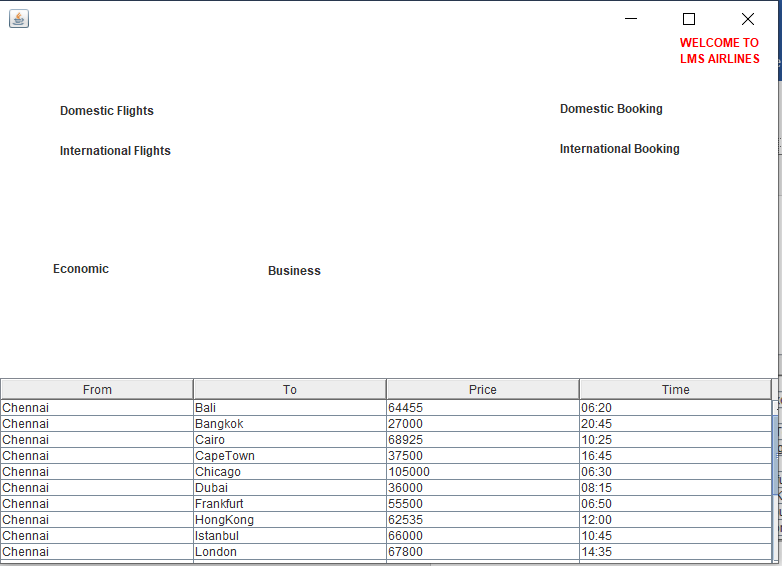 WELCOME TO
LMS AIRLINES
Domestic Flights
Domestic Booking
International Flights
International Booking
Economic
Business
From To Price Time
Chennai Bali 64455 06:20
Chennai Bangkok 27000 20:45
Chennai Cairo 68925 10:25
Chennai CapeTown 37500 16:45
Chennai Chicago 105000 06:30
Chennai Dubai 36000 08:15
Chennai Frankfurt 55500 06:50
Chennai HongKong 62535 12:00
Chennai Istanbul 66000 10:45
Chennai London 67800 14:35